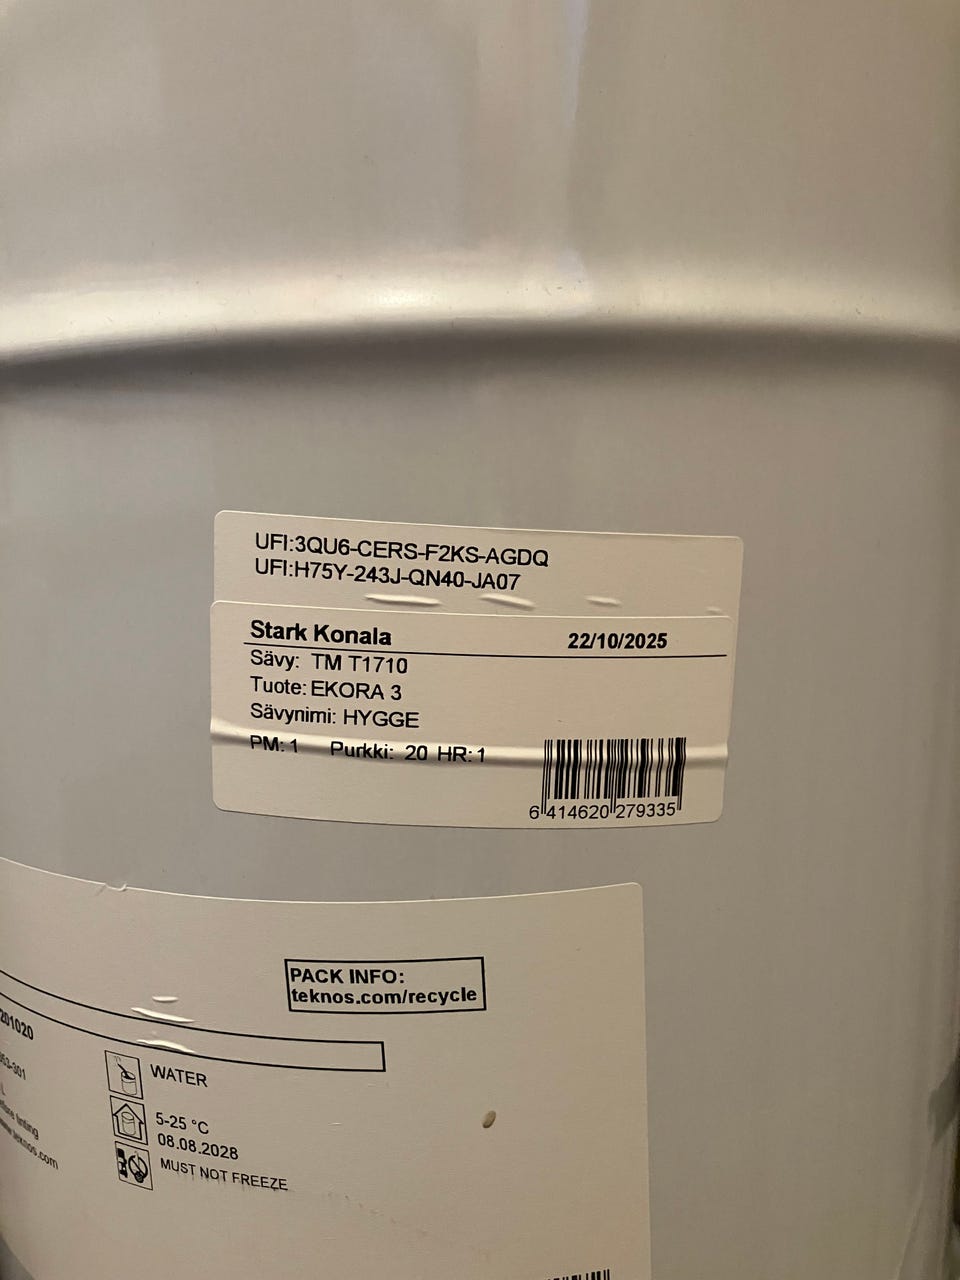 UFI:3QU6-CERS-F2KS-AGDQ
UFI:H75Y-243J-QN40-JA07
Stark Konala 22/10/2025
Sävy: TM T1710
Tuote: EKORA 3
Sävynimi: HYGGE
PM: 1 Purkki: 20 HR: 1
6 414620 279335
PACK INFO:
teknos.com/recycle
201020
WATER
5-25 °C
08.08.2028
MUST NOT FREEZE